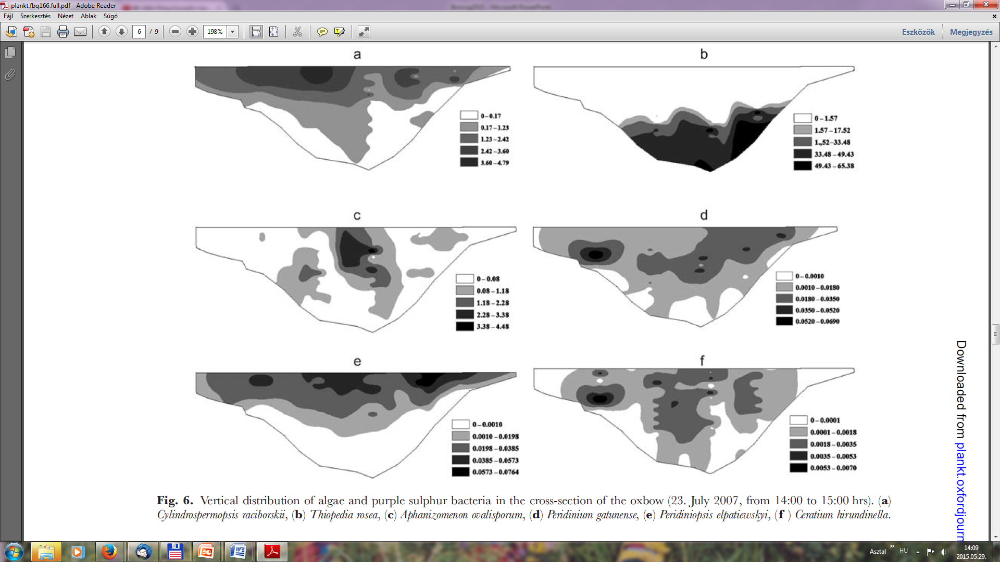 plankt.fbq166.full.pdf - Adobe Reader
Fájl Szerkesztés Nézet Ablak Súgó
6 / 9 198% Eszközök Megjegyzés
a
0–0.17
0.17–1.23
1.23–2.42
2.42–3.60
3.60–4.79
b
0–1.57
1.57–17.52
1.,52–33.48
33.48–49.43
49.43–65.38
c
0–0.08
0.08–1.18
1.18–2.28
2.28–3.38
3.38–4.48
d
0–0.0010
0.0010–0.0180
0.0180–0.0350
0.0350–0.0520
0.0520–0.0690
e
0–0.0010
0.0010–0.0198
0.0198–0.0385
0.0385–0.0573
0.0573–0.0764
f
0–0.0001
0.0001–0.0018
0.0018–0.0035
0.0035–0.0053
0.0053–0.0070
Fig. 6. Vertical distribution of algae and purple sulphur bacteria in the cross-section of the oxbow (23. July 2007, from 14:00 to 15:00 hrs). (a)
Cylindrospermopsis raciborskii, (b) Thiopedia rosea, (c) Aphanizomenon ovalisporum, (d) Peridinium gatunense, (e) Peridiniopsis elpatiewskyi, (f ) Ceratium hirundinella.
Downloaded from plankt.oxfordjourn
Asztal HU 14:09
2015.05.29.